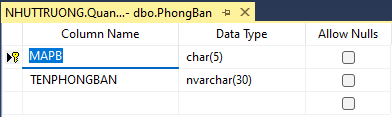 NHUTTRUONG.Quan...- dbo.PhongBan
Column Name Data Type Allow Nulls
MAPB char(5)
TENPHONGBAN nvarchar(30)